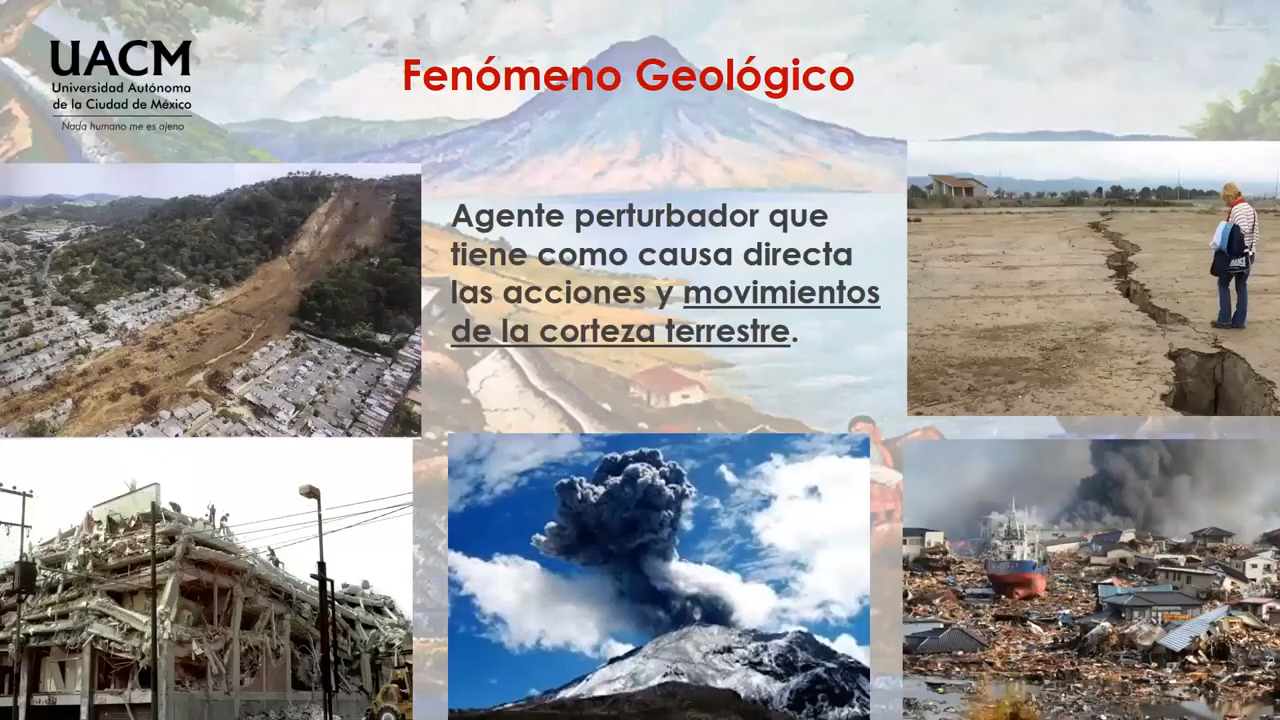 UACM
Universidad Autónoma
de la Ciudad de México
Nada humano me es ajeno
Fenómeno Geológico
Agente perturbador que
tiene como causa directa
las acciones y movimientos
de la corteza terrestre.